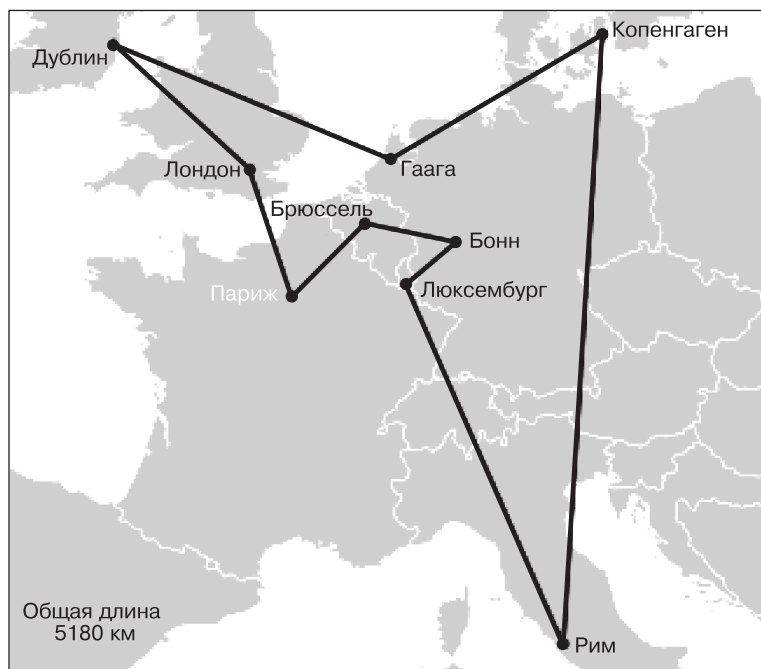 Копенгаген
Дублин
Лондон
Гаага
Брюссель
Бонн
Париж
Люксембург
Общая длина
5180 км
Рим